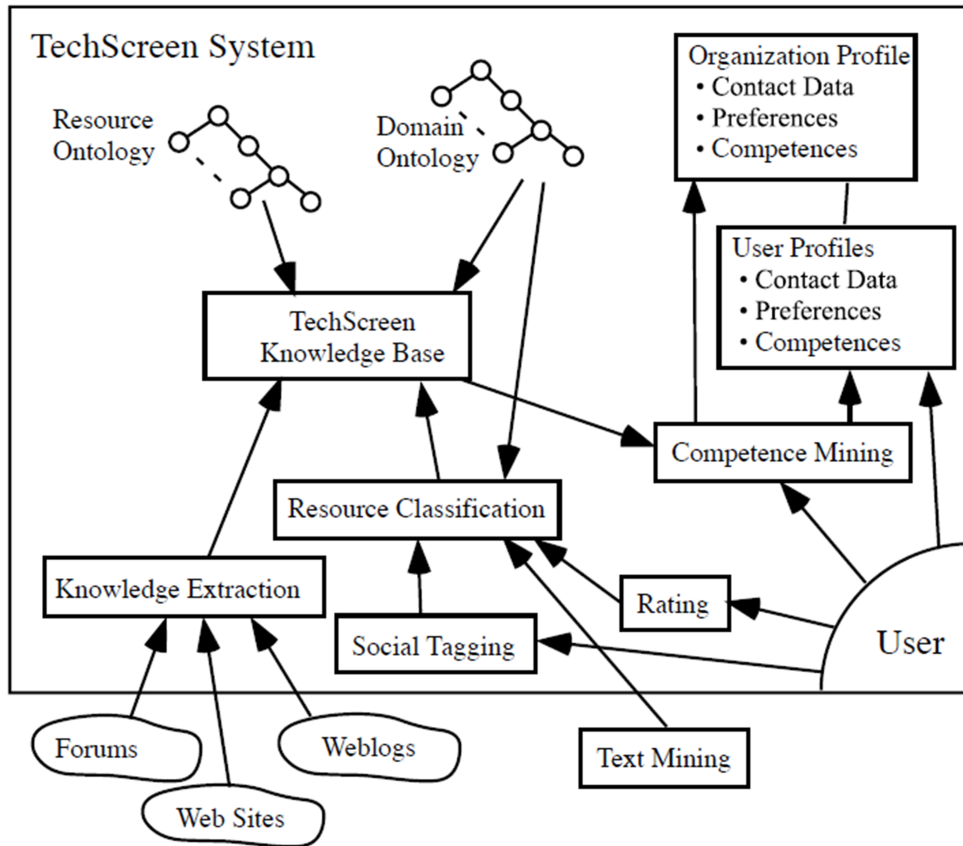 TechScreen System
Resource
Ontology
Domain
Ontology
Organization Profile
• Contact Data
• Preferences
• Competences
User Profiles
• Contact Data
• Preferences
• Competences
TechScreen
Knowledge Base
Competence Mining
Resource Classification
Knowledge Extraction
Rating
Social Tagging
User
Forums
Weblogs
Text Mining
Web Sites